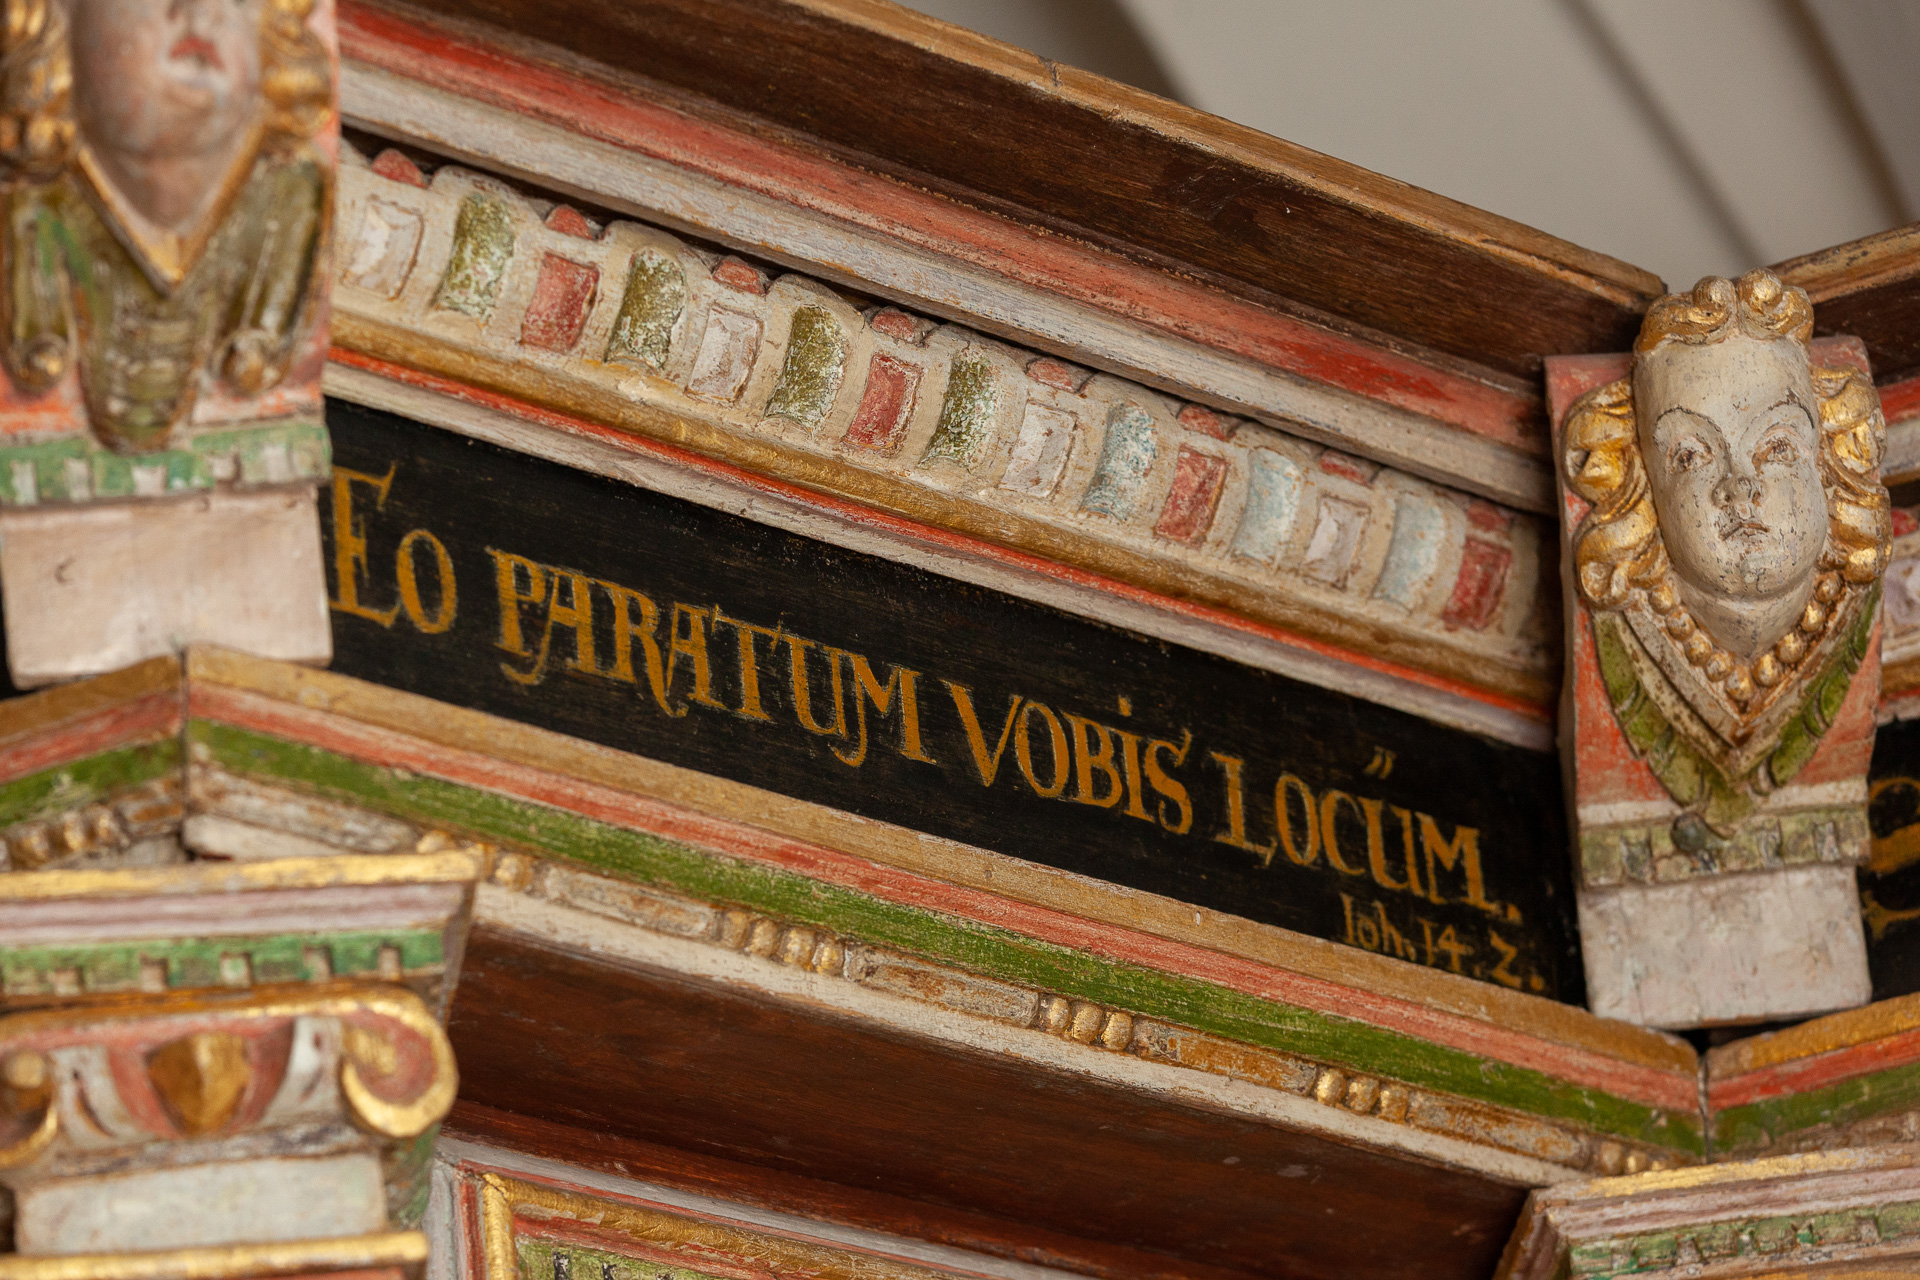 EO PARATUM VOBIS LOCUM.
Ioh. 14. 2.